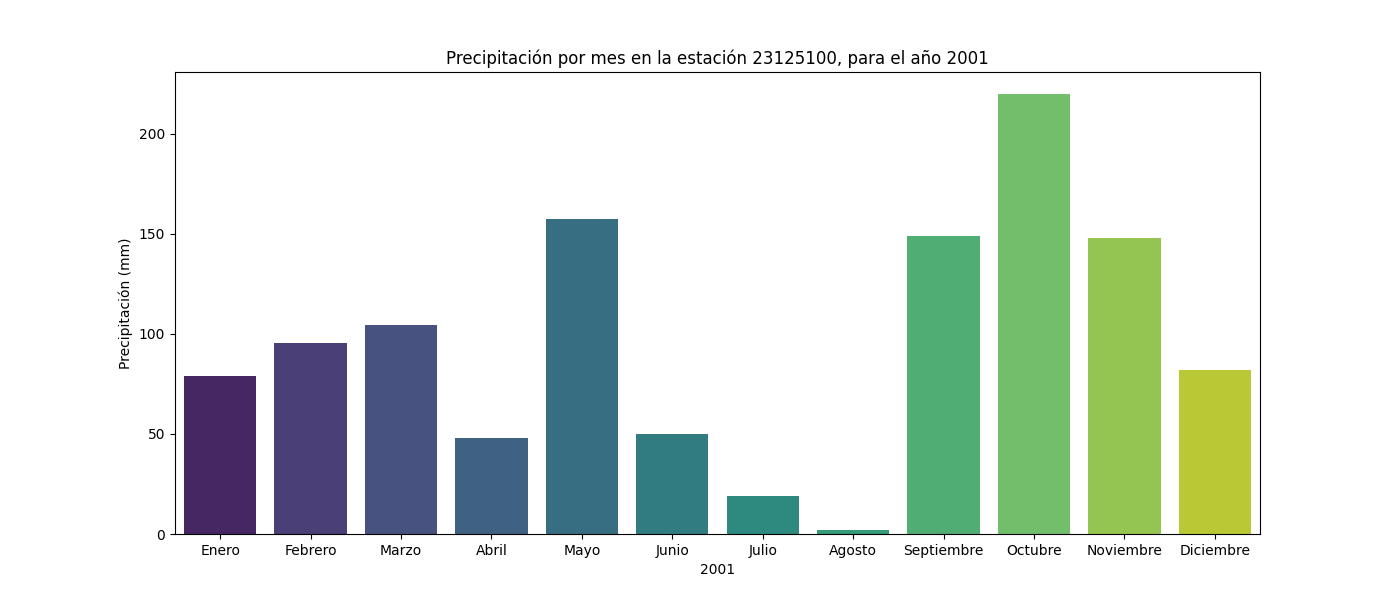 Precipitación por mes en la estación 23125100, para el año 2001
Precipitación (mm)
200
150
100
50
0
Enero Febrero Marzo Abril Mayo Junio Julio Agosto Septiembre Octubre Noviembre Diciembre
2001